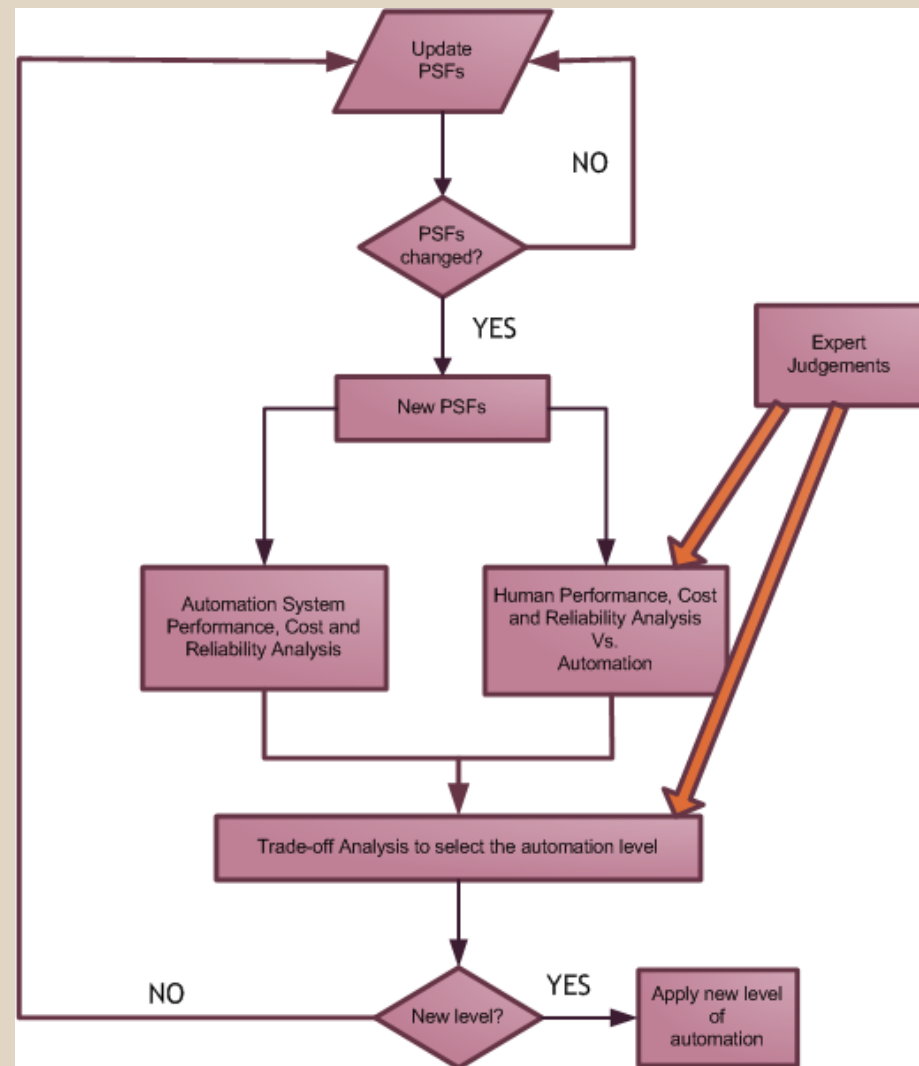 Update
PSFs
NO
PSFs
changed?
YES
Expert
Judgements
New PSFs
Automation System
Performance, Cost and
Reliability Analysis
Human Performance, Cost
and Reliability Analysis
Vs.
Automation
Trade-off Analysis to select the automation level
NO
New level?
YES
Apply new level
of
automation